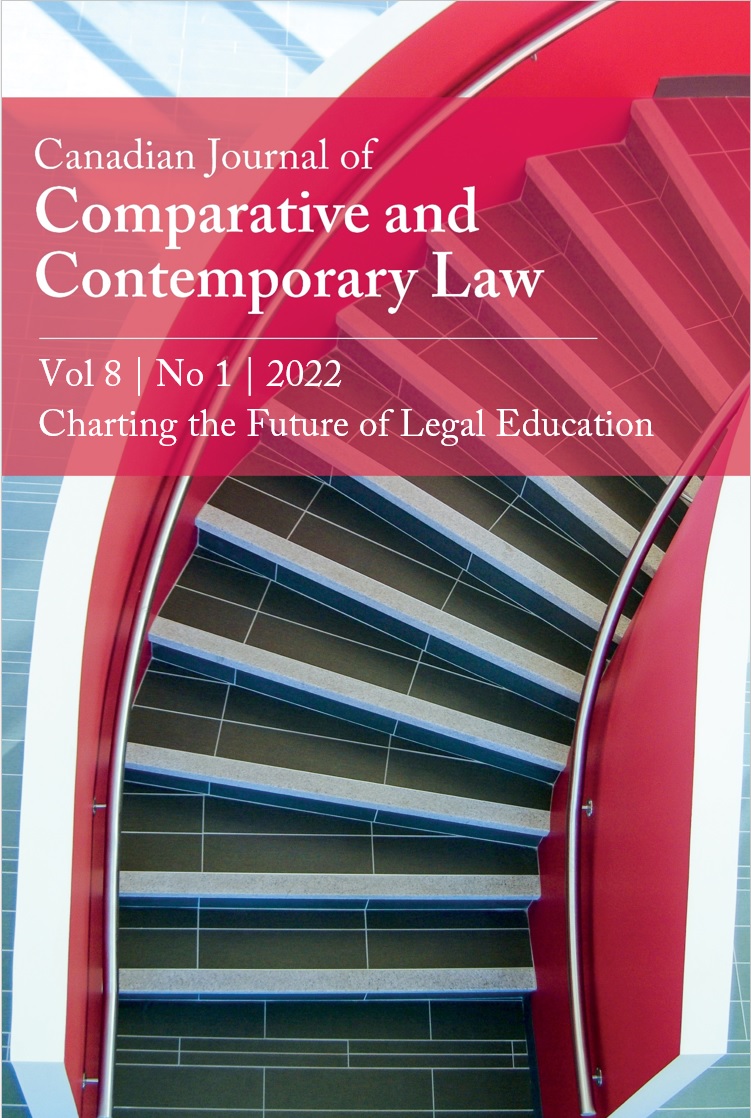 Canadian Journal of
Comparative and
Contemporary Law
Vol 8 | No 1 | 2022
Charting the Future of Legal Education